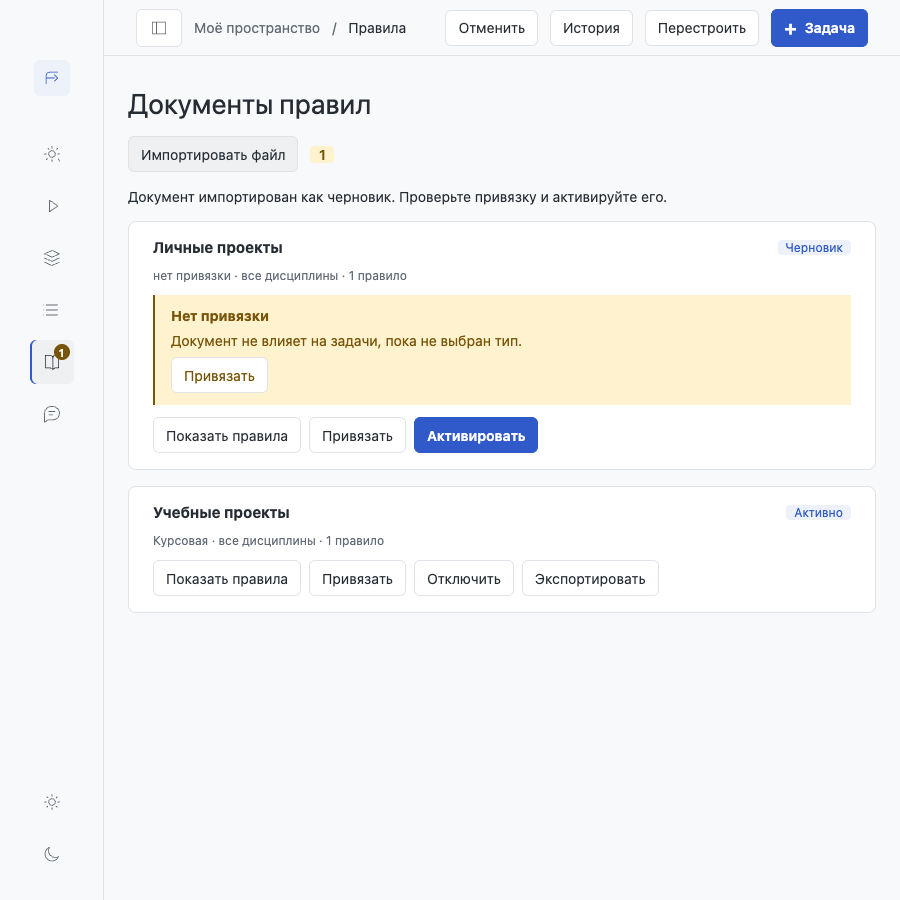 Моё пространство / Правила
Отменить
История
Перестроить
+ Задача
1
Документы правил
Импортировать файл
1
Документ импортирован как черновик. Проверьте привязку и активируйте его.
Личные проекты
Черновик
нет привязки · все дисциплины · 1 правило
Нет привязки
Документ не влияет на задачи, пока не выбран тип.
Привязать
Показать правила
Привязать
Активировать
Учебные проекты
Активно
Курсовая · все дисциплины · 1 правило
Показать правила
Привязать
Отключить
Экспортировать